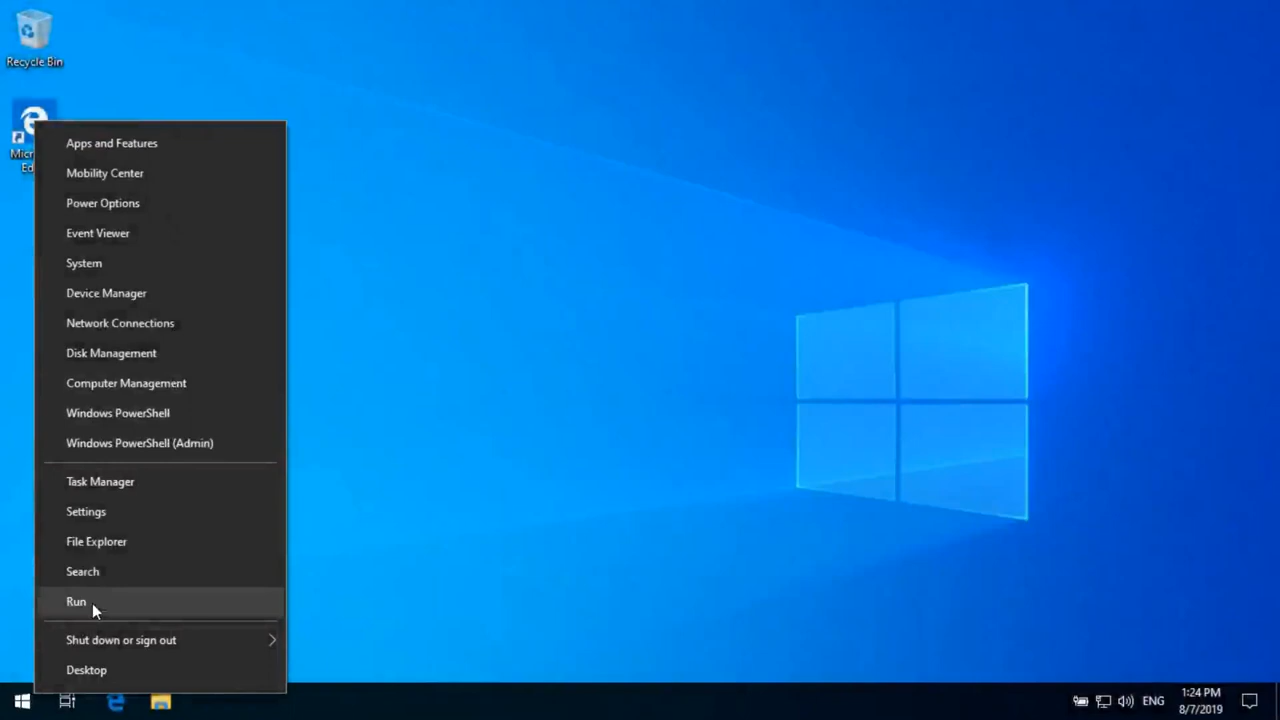 Recycle Bin
Micr
Ed
Apps and Features
Mobility Center
Power Options
Event Viewer
System
Device Manager
Network Connections
Disk Management
Computer Management
Windows PowerShell
Windows PowerShell (Admin)
Task Manager
Settings
File Explorer
Search
Run
Shut down or sign out
Desktop
ENG
1:24 PM
8/7/2019